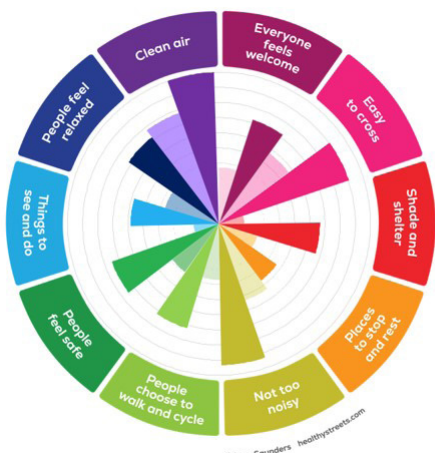 Everyone
feels
welcome
Easy
to cross
Shade and
shelter
Places
to stop
and rest
Not too
noisy
People
choose to
walk and cycle
People
feel safe
Things to
see and do
People feel
relaxed
Clean air
Saunders healthystreets.com